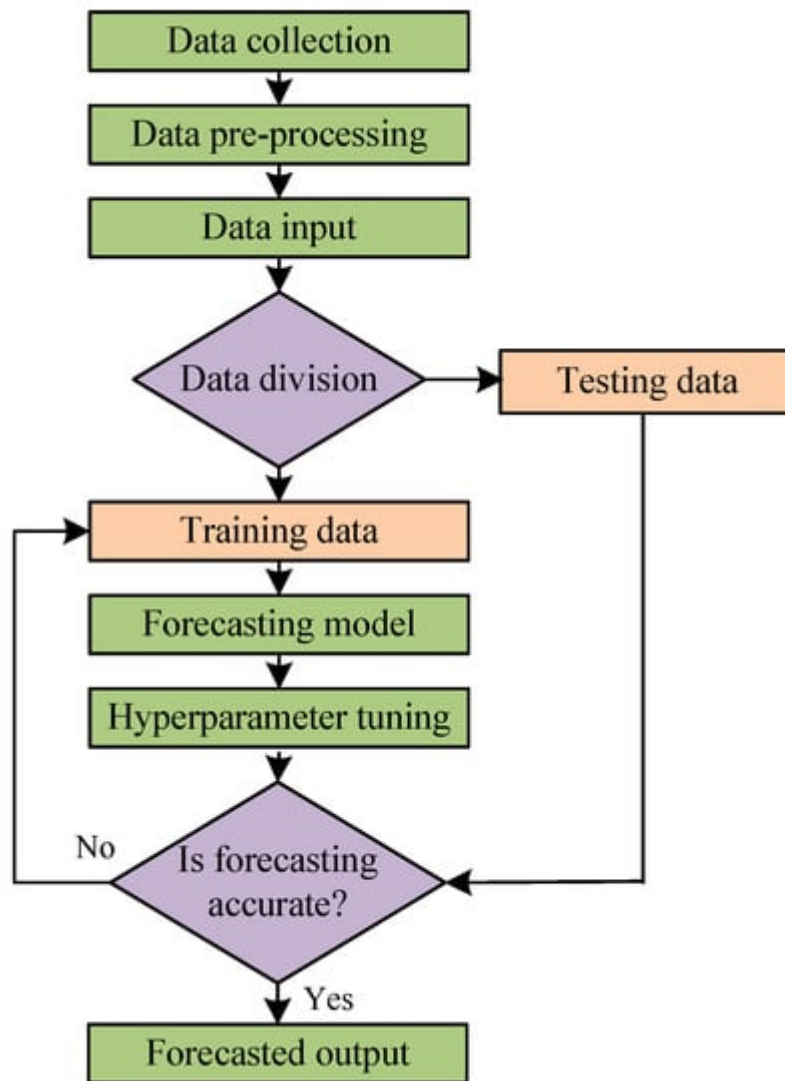 Data collection
Data pre-processing
Data input
Data division
Testing data
Training data
Forecasting model
Hyperparameter tuning
No
Is forecasting
accurate?
Yes
Forecasted output